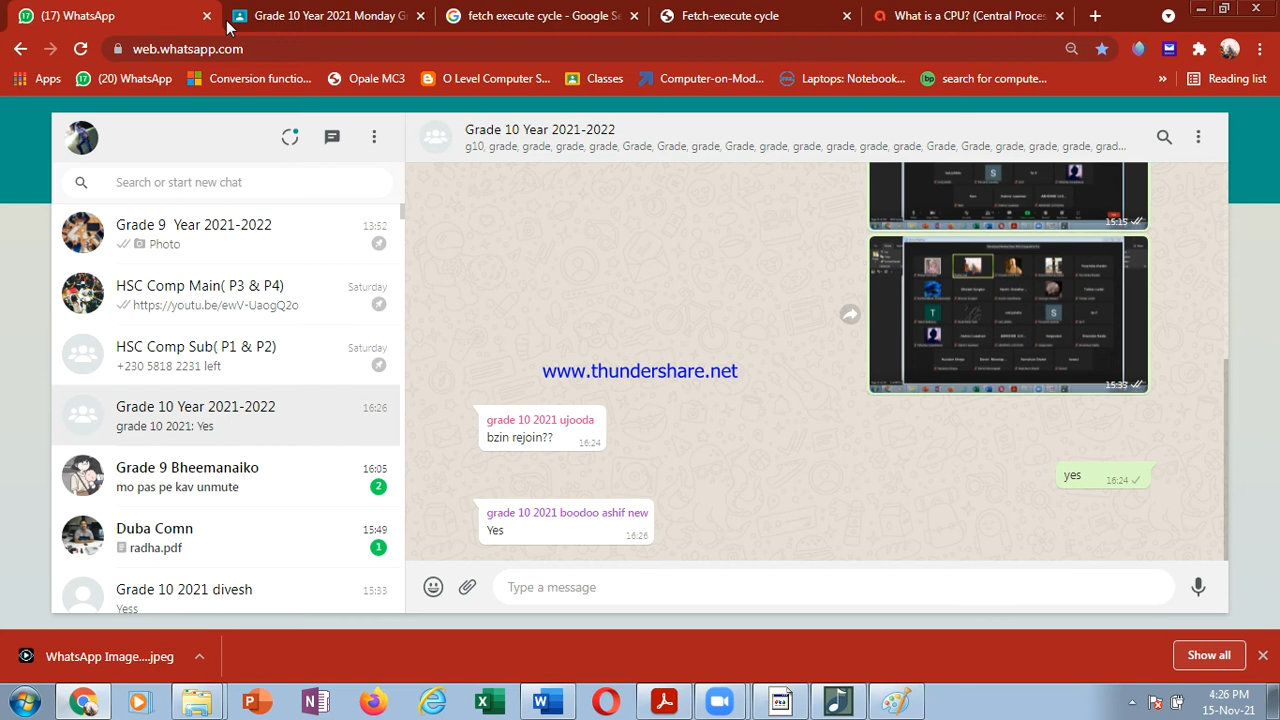 (17) WhatsApp
Grade 10 Year 2021 Monday G
fetch execute cycle - Google Se
Fetch-execute cycle
What is a CPU? (Central Proces
web.whatsapp.com
Apps
(20) WhatsApp
Conversion functio...
Opale MC3
O Level Computer S...
Classes
Computer-on-Mod...
Laptops: Notebook...
search for compute...
»
Reading list
Search or start new chat
Grade 9 Year 2021-2022
13:52
Photo
HSC Comp Main( P3 & P4)
Saturday
HSC Comp Sub( P1 & P2)
+230 5818 2231 left
Grade 10 Year 2021-2022
16:26
grade 10 2021: Yes
Grade 9 Bheemanaiko
16:05
mo pas pe kav unmute
2
Duba Comn
15:49
radha.pdf
1
Grade 10 2021 divesh
15:33
Yess
Grade 10 Year 2021-2022
g10, grade, grade, grade, grade, Grade, Grade, grade, Grade, grade, grade, grade, grade, Grade, Grade, grade, grade, grade, grad...
15:15
15:33
www.thundershare.net
grade 10 2021 ujooda
bzin rejoin??
16:24
yes
16:24
grade 10 2021 boodoo ashif new
Yes
16:26
Type a message
WhatsApp Image....jpeg
Show all
4:26 PM
15-Nov-21